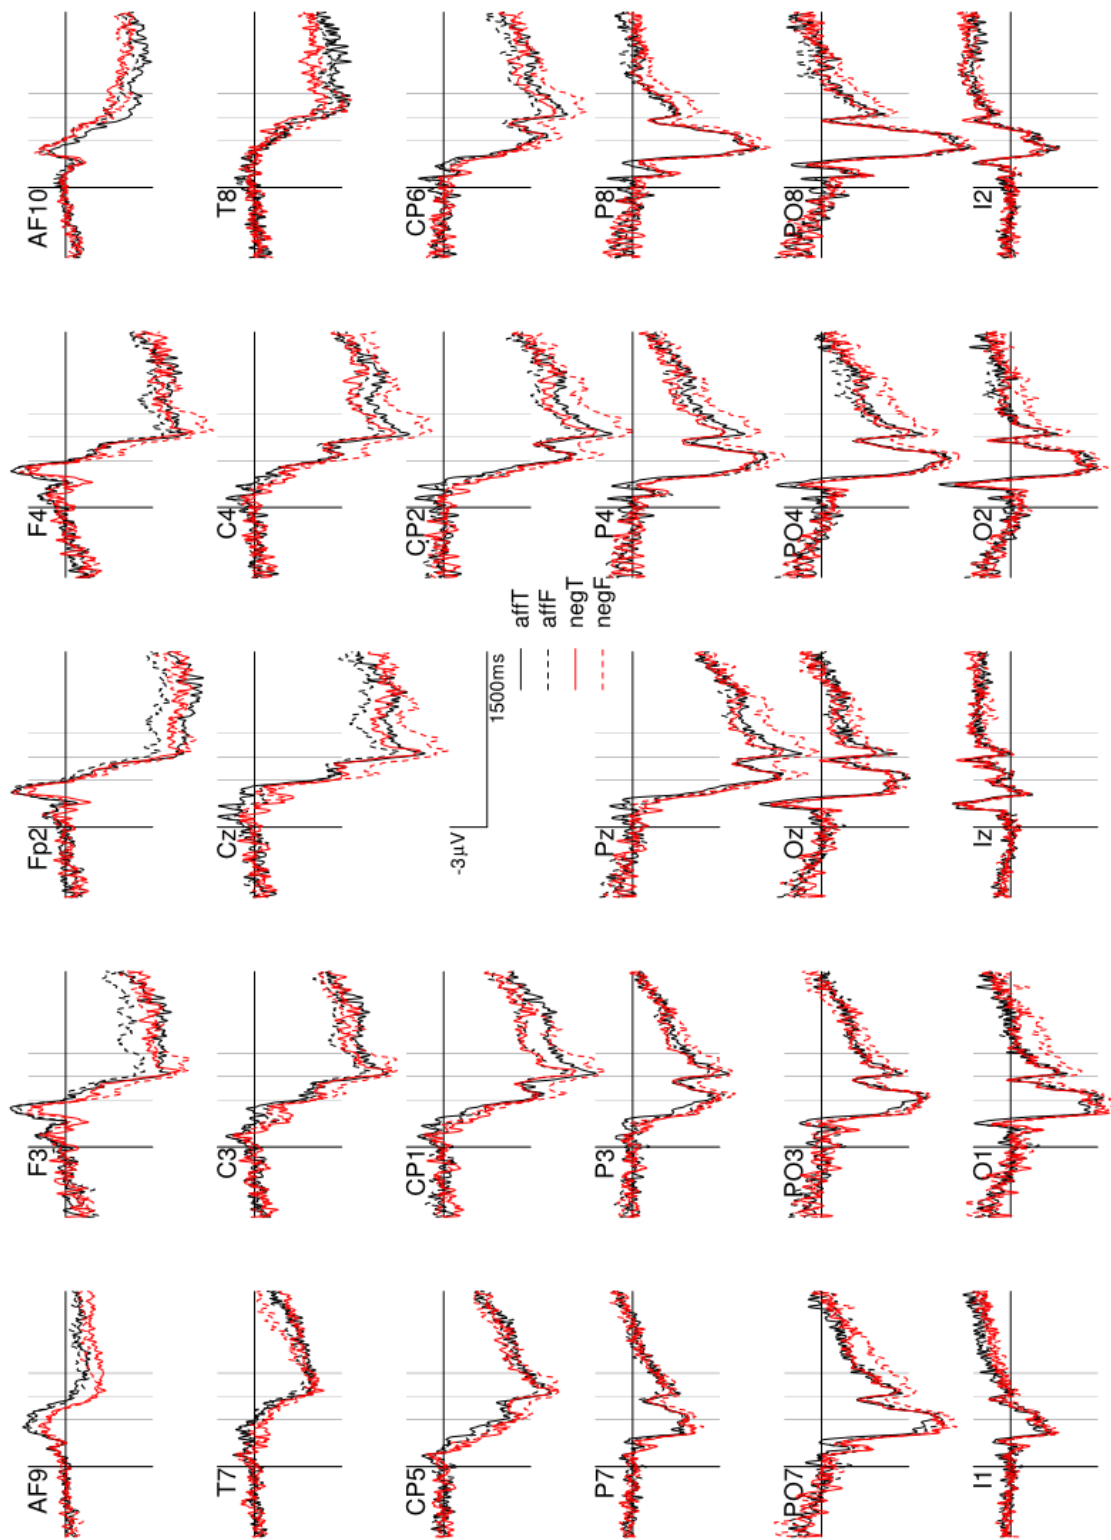 AF9
F3
Fp2
F4
AF10
T7
C3
Cz
C4
T8
CP5
CP1
CP2
CP6
-3µV
1500ms
affT
affF
negT
negF
P7
P3
Pz
P4
P8
PO7
PO3
Oz
PO4
PO8
I1
O1
Iz
O2
I2